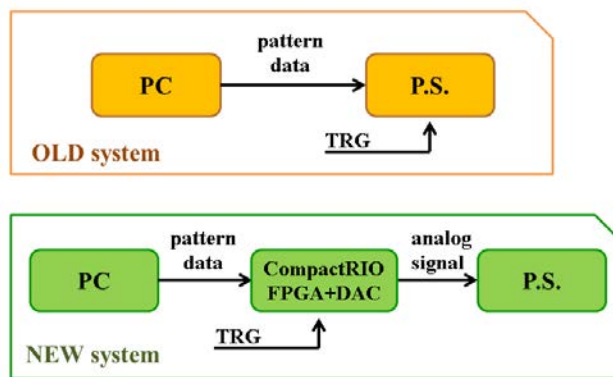 pattern
data
PC
P.S.
TRG
OLD system
pattern
data
analog
signal
PC
CompactRIO
FPGA+DAC
P.S.
TRG
NEW system